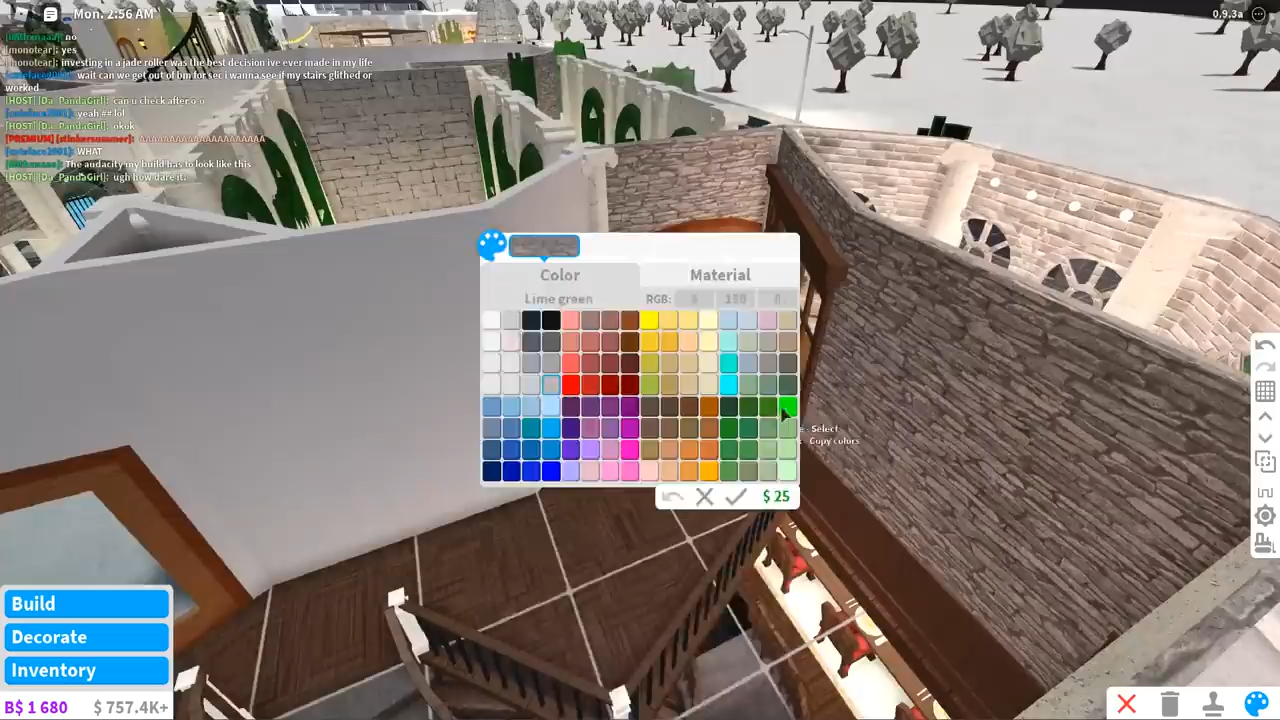 Mon. 2:56 AM
0.9.3a
no
[monotear]: yes
[monotear]: investing in a jade roller was the best decision ive ever made in my life
wait can we get out of bm for sec i wanna see if my stairs glithed or
worked
[HOST] [Da_PandaGirl]: can u check after o o
yeah ## lol
[HOST] [Da_PandaGirl]: okok
[PREMIUM]
WHAT
The audacity my build has to look like this
[HOST] [Da_PandaGirl]: ugh how dare it.
Color
Material
Lime green
RGB:
- Select
Copy colors
$ 25
Build
Decorate
Inventory
B$ 1 680
$ 757.4K+